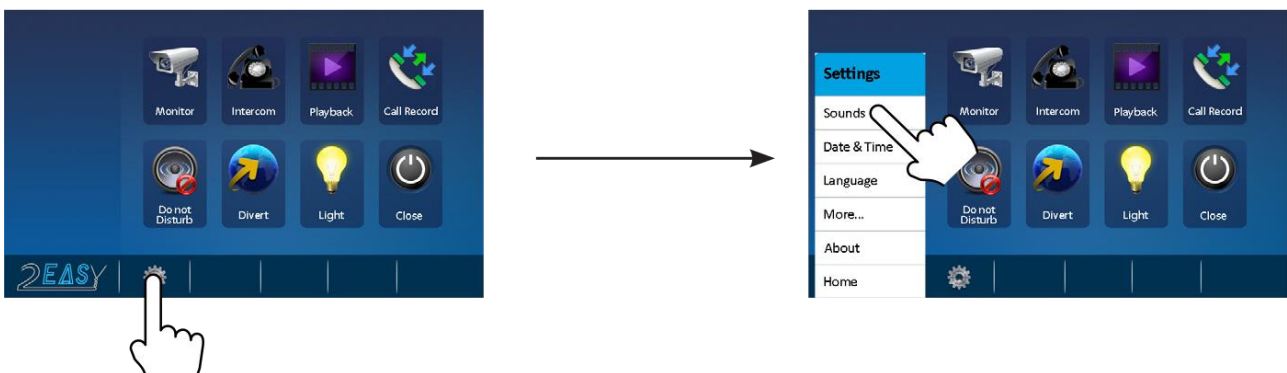 Monitor Intercom Playback Call Record
Do not
Disturb Divert Light Close
2EASY
Settings
Sounds
Date & Time
Language
More...
About
Home
Monitor Intercom Playback Call Record
Do not
Disturb Divert Light Close